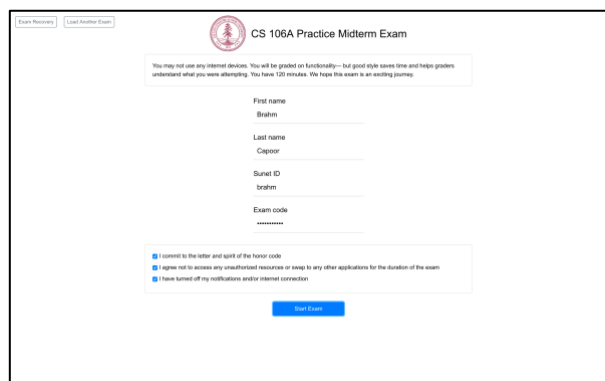 Exam Recovery
Load Another Exam
CS 106A Practice Midterm Exam
You may not use any internet devices. You will be graded on functionality— but good style saves time and helps graders
understand what you were attempting. You have 120 minutes. We hope this exam is an exciting journey.
First name
Brahm
Last name
Capoor
Sunet ID
brahm
Exam code
•••••••••••
I commit to the letter and spirit of the honor code
I agree not to access any unauthorized resources or swap to any other applications for the duration of the exam
I have turned off my notifications and/or internet connection
Start Exam